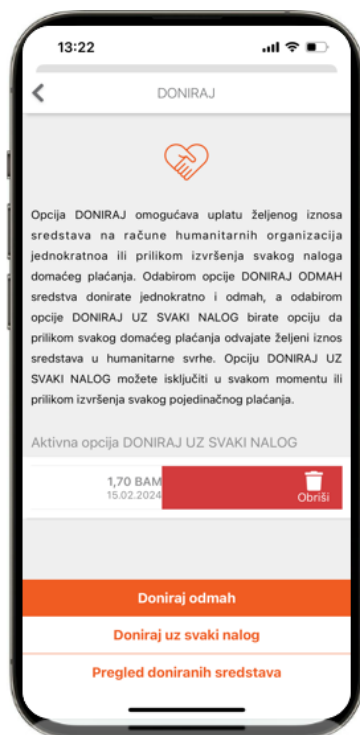 13:22
DONIRAJ
Opcija DONIRAJ omogućava uplatu željenog iznosa
sredstava na račune humanitarnih organizacija
jednokratnoa ili prilikom izvršenja svakog naloga
domaćeg plaćanja. Odabirom opcije DONIRAJ ODMAH
sredstva donirate jednokratno i odmah, a odabirom
opcije DONIRAJ UZ SVAKI NALOG birate opciju da
prilikom svakog domaćeg plaćanja odvajate željeni iznos
sredstava u humanitarne svrhe. Opciju DONIRAJ UZ
SVAKI NALOG možete isključiti u svakom momentu ili
prilikom izvršenja svakog pojedinačnog plaćanja.
Aktivna opcija DONIRAJ UZ SVAKI NALOG
1,70 BAM
15.02.2024
Obriši
Doniraj odmah
Doniraj uz svaki nalog
Pregled doniranih sredstava